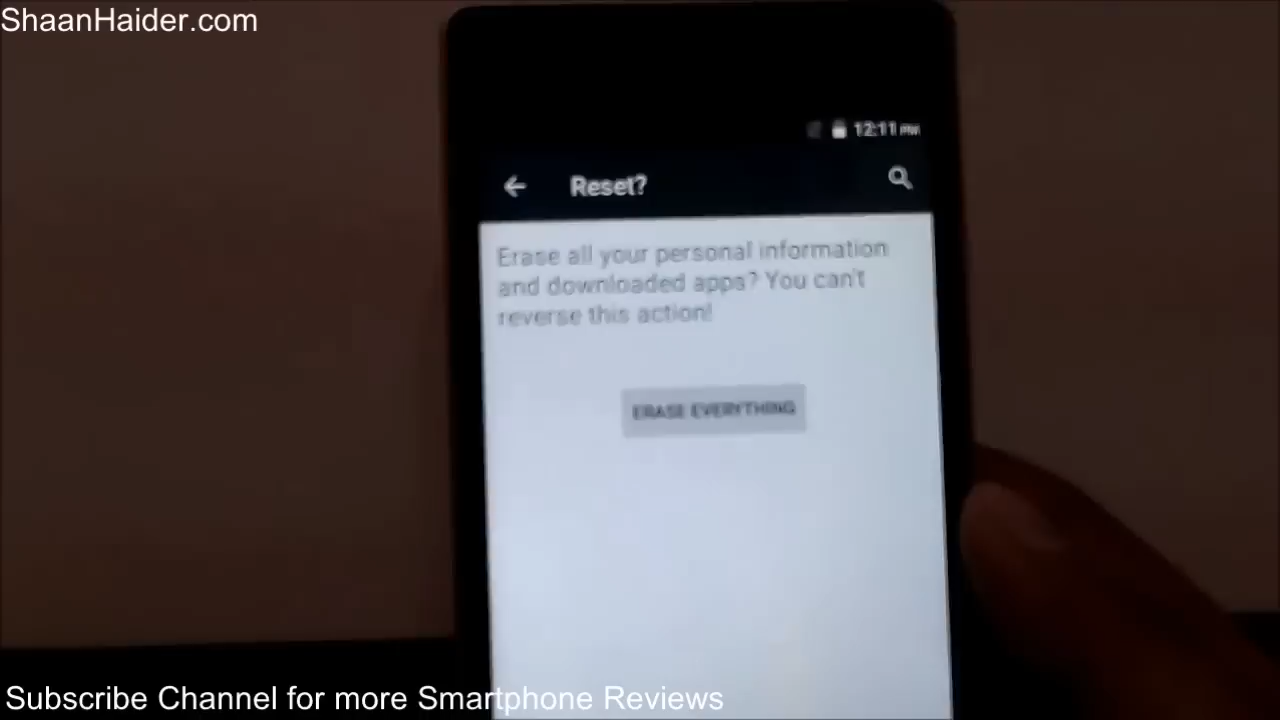 ShaanHaider.com
12:11 PM
Reset?
Erase all your personal information
and downloaded apps? You can't
reverse this action!
ERASE EVERYTHING
Subscribe Channel for more Smartphone Reviews